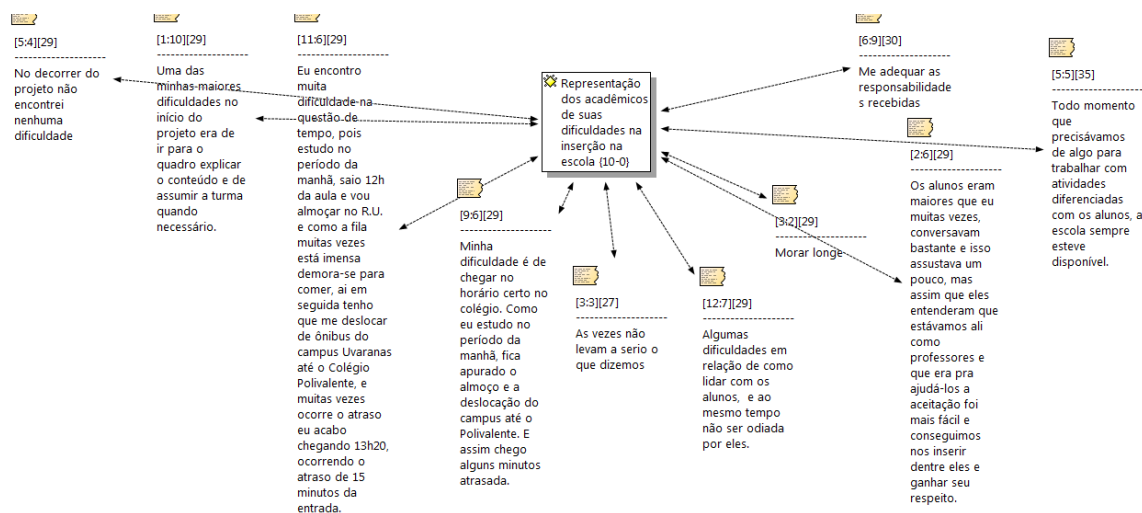 [5:4][29]
--------------------
No decorrer do
projeto não
encontrei
nenhuma
dificuldade
[1:10][29]
--------------------
Uma das
minhas maiores
dificuldades no
início do
projeto era de
ir para o
quadro explicar
o conteúdo e de
assumir a turma
quando
necessário.
[11:6][29]
--------------------
Eu encontro
muita
dificuldade na
questão de
tempo, pois
estudo no
período da
manhã, saio 12h
da aula e vou
almoçar no R.U.
e como a fila
muitas vezes
está imensa
demora-se para
comer, ai em
seguida tenho
que me deslocar
de ônibus do
campus Uvaranas
até o Colégio
Polivalente, e
muitas vezes
ocorre o atraso
eu acabo
chegando 13h20,
ocorrendo o
atraso de 15
minutos da
entrada.
[9:6][29]
--------------------
Minha
dificuldade é de
chegar no
horário certo no
colégio. Como
eu estudo no
período da
manhã, fica
apurado o
almoço e a
deslocação do
campus até o
Polivalente. E
assim chego
alguns minutos
atrasada.
Representação
dos acadêmicos
de suas
dificuldades na
inserção na
escola {10-0}
[3:3][27]
--------------------
As vezes não
levam a serio o
que dizemos
[12:7][29]
--------------------
Algumas
dificuldades em
relação de como
lidar com os
alunos, e ao
mesmo tempo
não ser odiada
por eles.
[3:2][29]
--------------------
Morar longe
[6:9][30]
--------------------
Me adequar as
responsabilidade
s recebidas
[2:6][29]
--------------------
Os alunos eram
maiores que eu
muitas vezes,
conversavam
bastante e isso
assustava um
pouco, mas
assim que eles
entenderam que
estávamos ali
como
professores e
que era pra
ajudá-los a
aceitação foi
mais fácil e
conseguimos
nos inserir
dentre eles e
ganhar seu
respeito.
[5:5][35]
--------------------
Todo momento
que
precisávamos
de algo para
trabalhar com
atividades
diferenciadas
com os alunos, a
escola sempre
esteve
disponível.